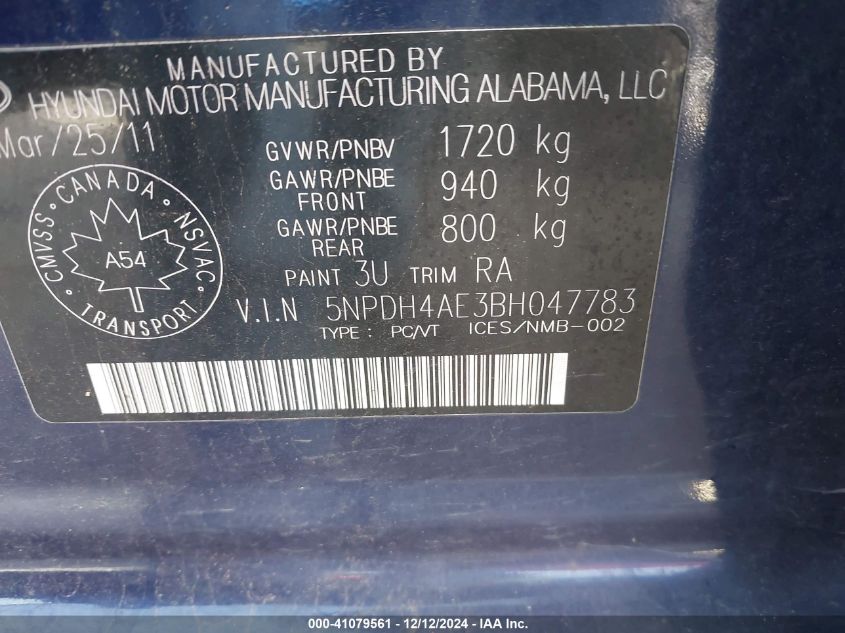 MANUFACTURED BY
HYUNDAI MOTOR MANUFACTURING ALABAMA, LLC
Mar/25/11
GVWR/PNBV 1720 kg
GAWR/PNBE FRONT 940 kg
GAWR/PNBE REAR 800 kg
PAINT 3U TRIM RA
V.I.N 5NPDH4AE3BH047783
TYPE : PC/VT ICES/NMB-002
CANADA
CMVSS · NSVAC
A54
TRANSPORT
000-41079561 - 12/12/2024 - IAA Inc.